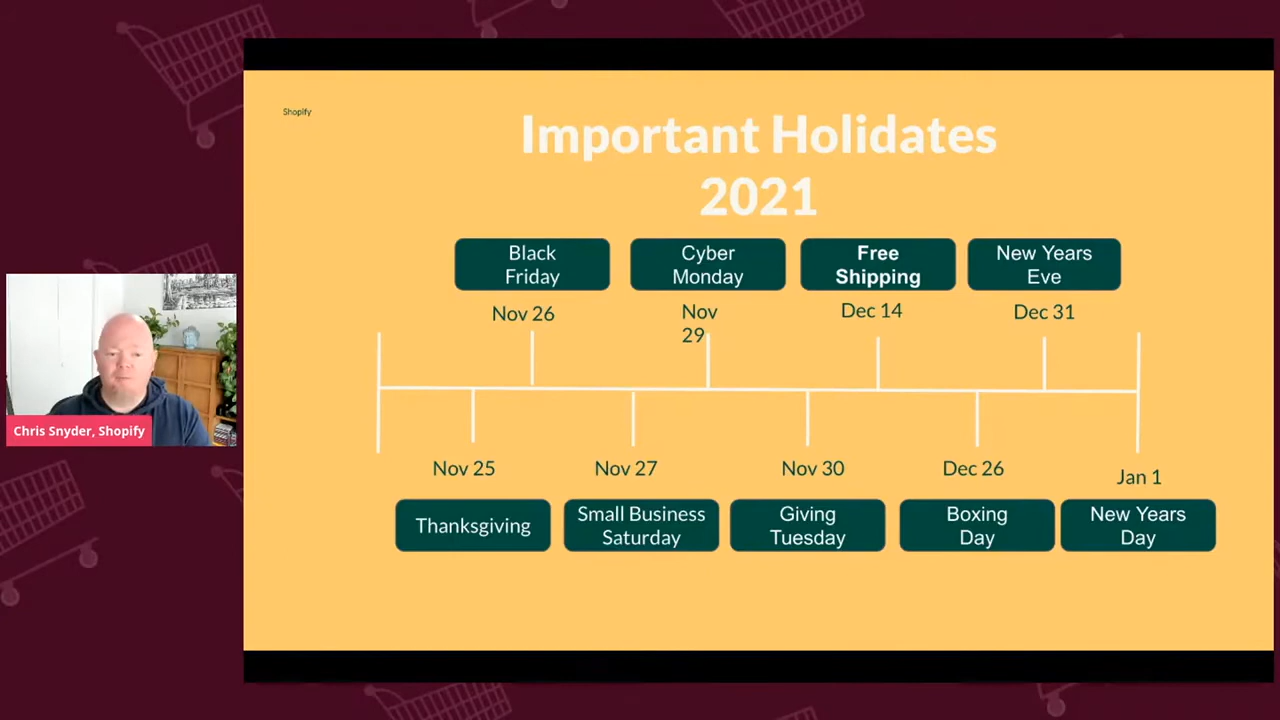 Shopify
Important Holidates
2021
Black
Friday
Cyber
Monday
Free
Shipping
New Years
Eve
Nov 26
Nov
29
Dec 14
Dec 31
Chris Snyder, Shopify
Nov 25
Nov 27
Nov 30
Dec 26
Jan 1
Thanksgiving
Small Business
Saturday
Giving
Tuesday
Boxing
Day
New Years
Day